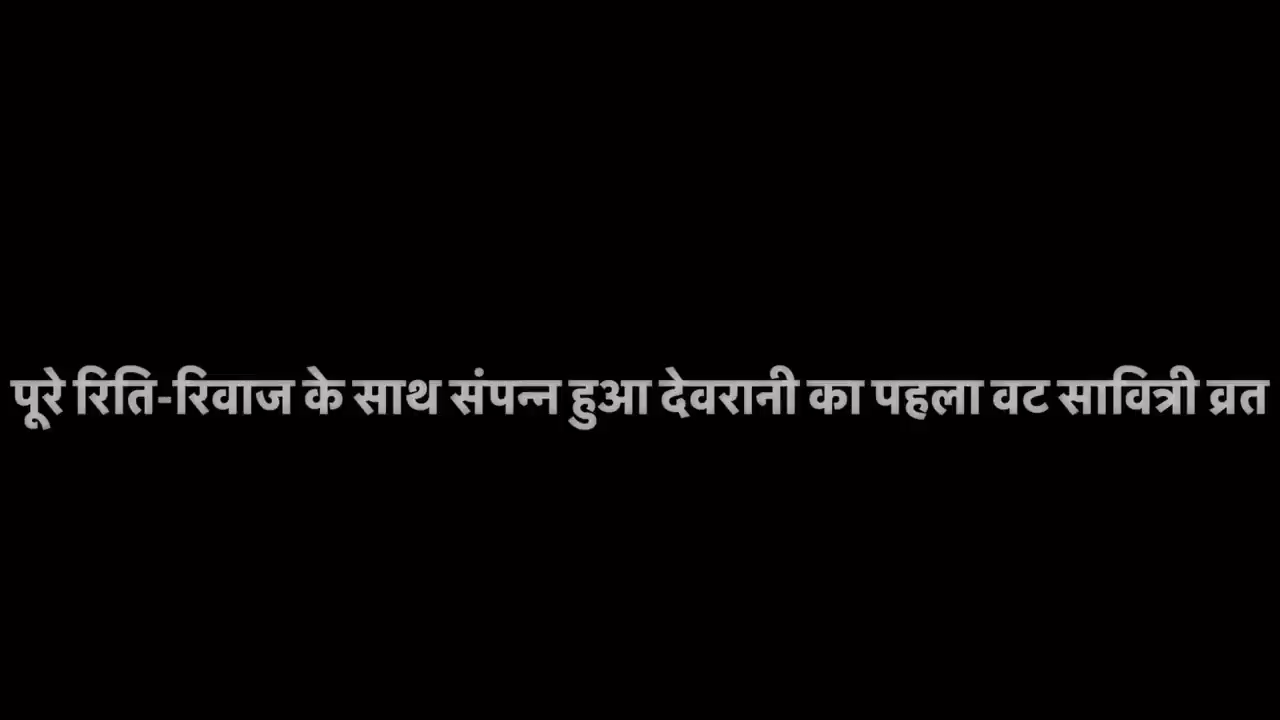 पूरे रिति-रिवाज के साथ संपन्न हुआ देवरानी का पहला वट सावित्री व्रत